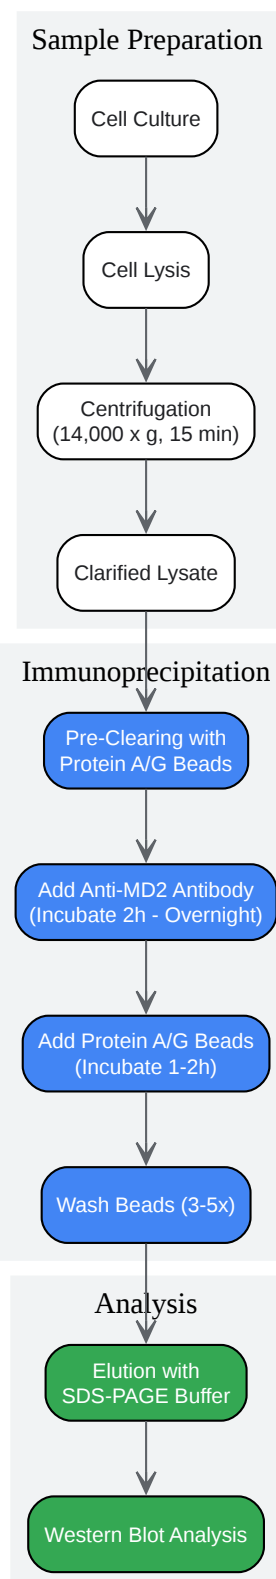 Sample Preparation
Cell Culture
Cell Lysis
Centrifugation
(14,000 x g, 15 min)
Clarified Lysate
Immunoprecipitation
Pre-Clearing with
Protein A/G Beads
Add Anti-MD2 Antibody
(Incubate 2h - Overnight)
Add Protein A/G Beads
(Incubate 1-2h)
Wash Beads (3-5x)
Analysis
Elution with
SDS-PAGE Buffer
Western Blot Analysis